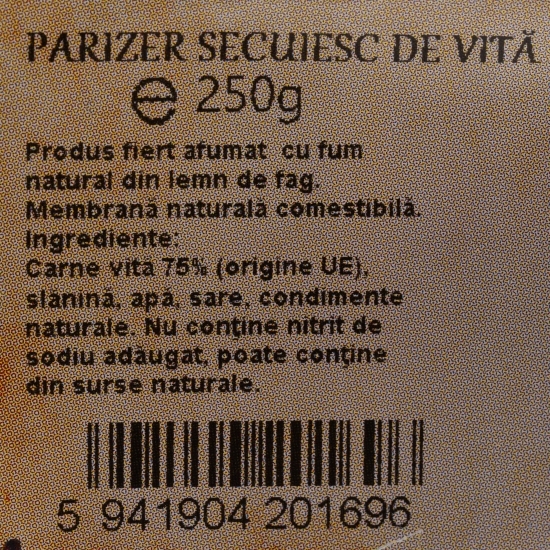 PARIZER SECUIESC DE VITĂ
250g
Produs fiert afumat cu fum
natural din lemn de fag.
Membrană naturală comestibilă.
Ingrediente:
Carne vită 75% (origine UE),
slănină, apă, sare, condimente
naturale. Nu conţine nitrit de
sodiu adăugat, poate conţine
din surse naturale.
5 941904 201696